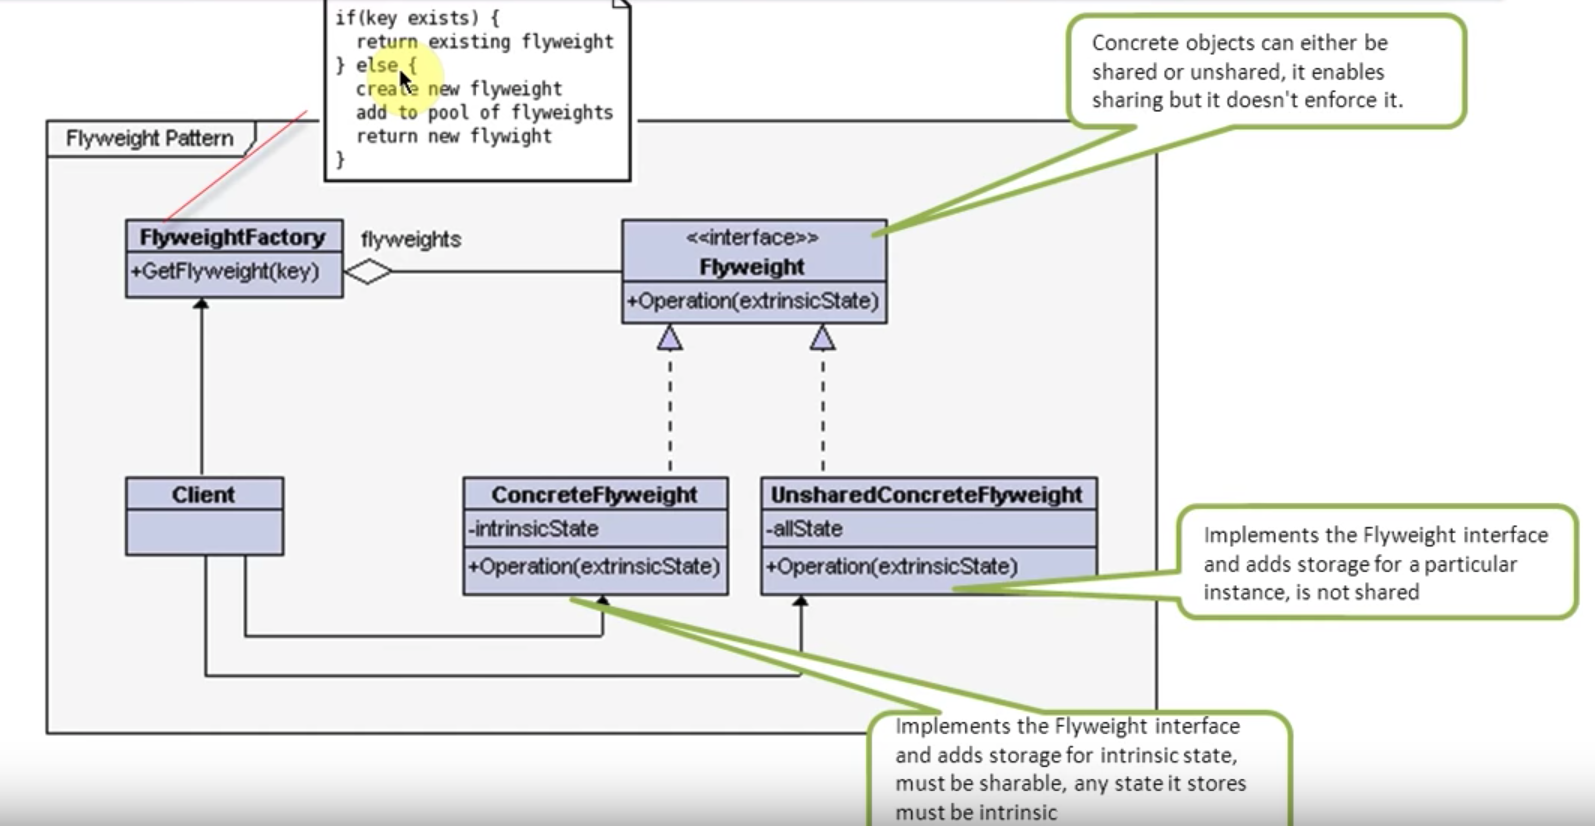 if(key exists) {
return existing flyweight
} else {
create new flyweight
add to pool of flyweights
return new flywight
}
Concrete objects can either be
shared or unshared, it enables
sharing but it doesn't enforce it.
Flyweight Pattern
FlyweightFactory
+GetFlyweight(key)
flyweights
<<interface>>
Flyweight
+Operation(extrinsicState)
Client
ConcreteFlyweight
-intrinsicState
+Operation(extrinsicState)
UnsharedConcreteFlyweight
-allState
+Operation(extrinsicState)
Implements the Flyweight interface
and adds storage for a particular
instance, is not shared
Implements the Flyweight interface
and adds storage for intrinsic state,
must be sharable, any state it stores
must be intrinsic